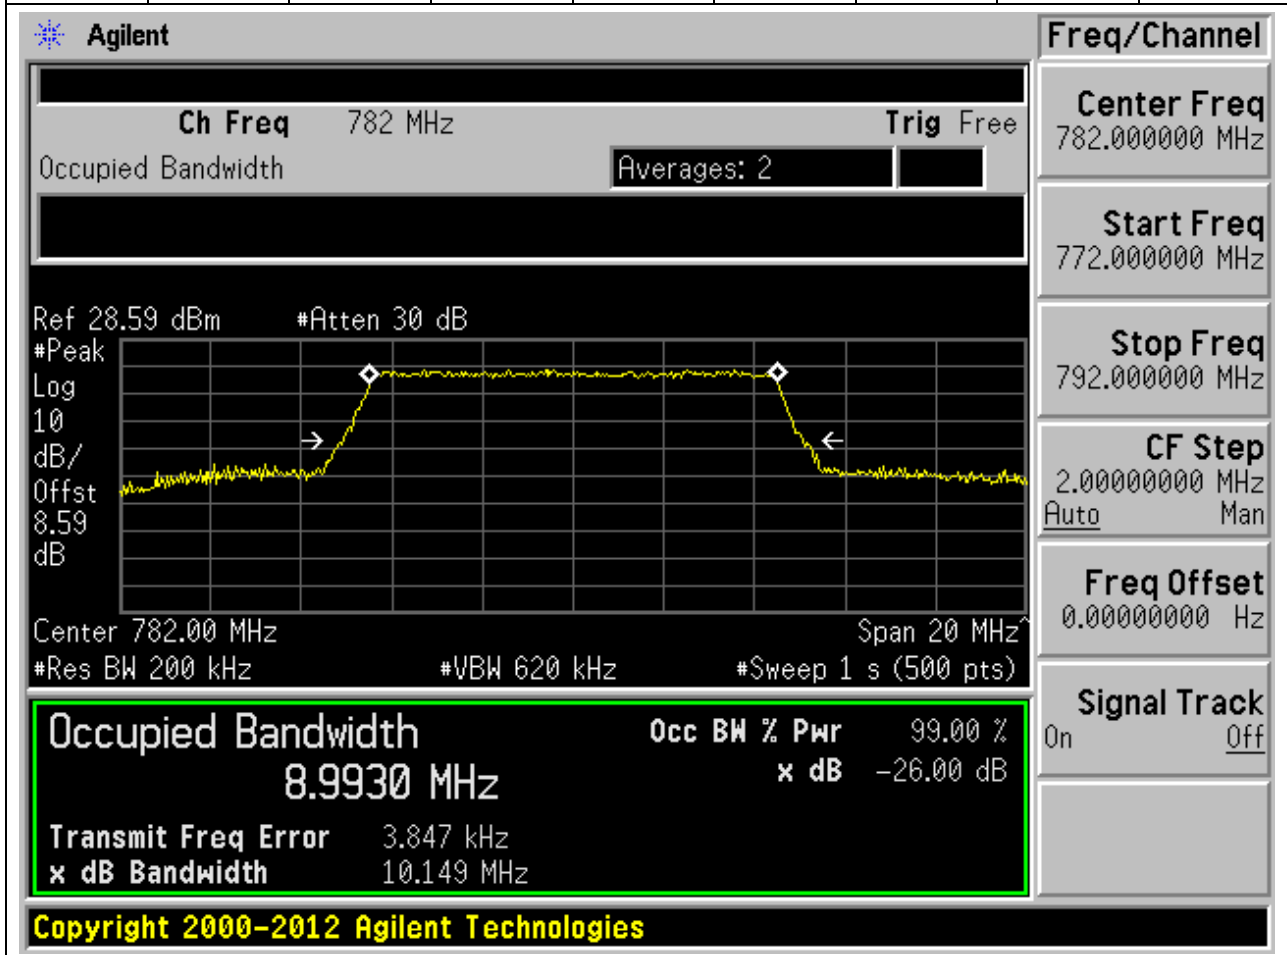 Agilent
Freq/Channel
Ch Freq 782 MHz Trig Free
Occupied Bandwidth Averages: 2
Center Freq
782.000000 MHz
Start Freq
772.000000 MHz
Stop Freq
792.000000 MHz
CF Step
2.00000000 MHz
Auto Man
Freq Offset
0.00000000 Hz
Signal Track
On Off
Ref 28.59 dBm #Atten 30 dB
#Peak
Log
10
dB/
Offst
8.59
dB
Center 782.00 MHz Span 20 MHz^
#Res BW 200 kHz #VBW 620 kHz #Sweep 1 s (500 pts)
Occupied Bandwidth Occ BW % Pwr 99.00 %
8.9930 MHz x dB -26.00 dB
Transmit Freq Error 3.847 kHz
x dB Bandwidth 10.149 MHz
Copyright 2000-2012 Agilent Technologies